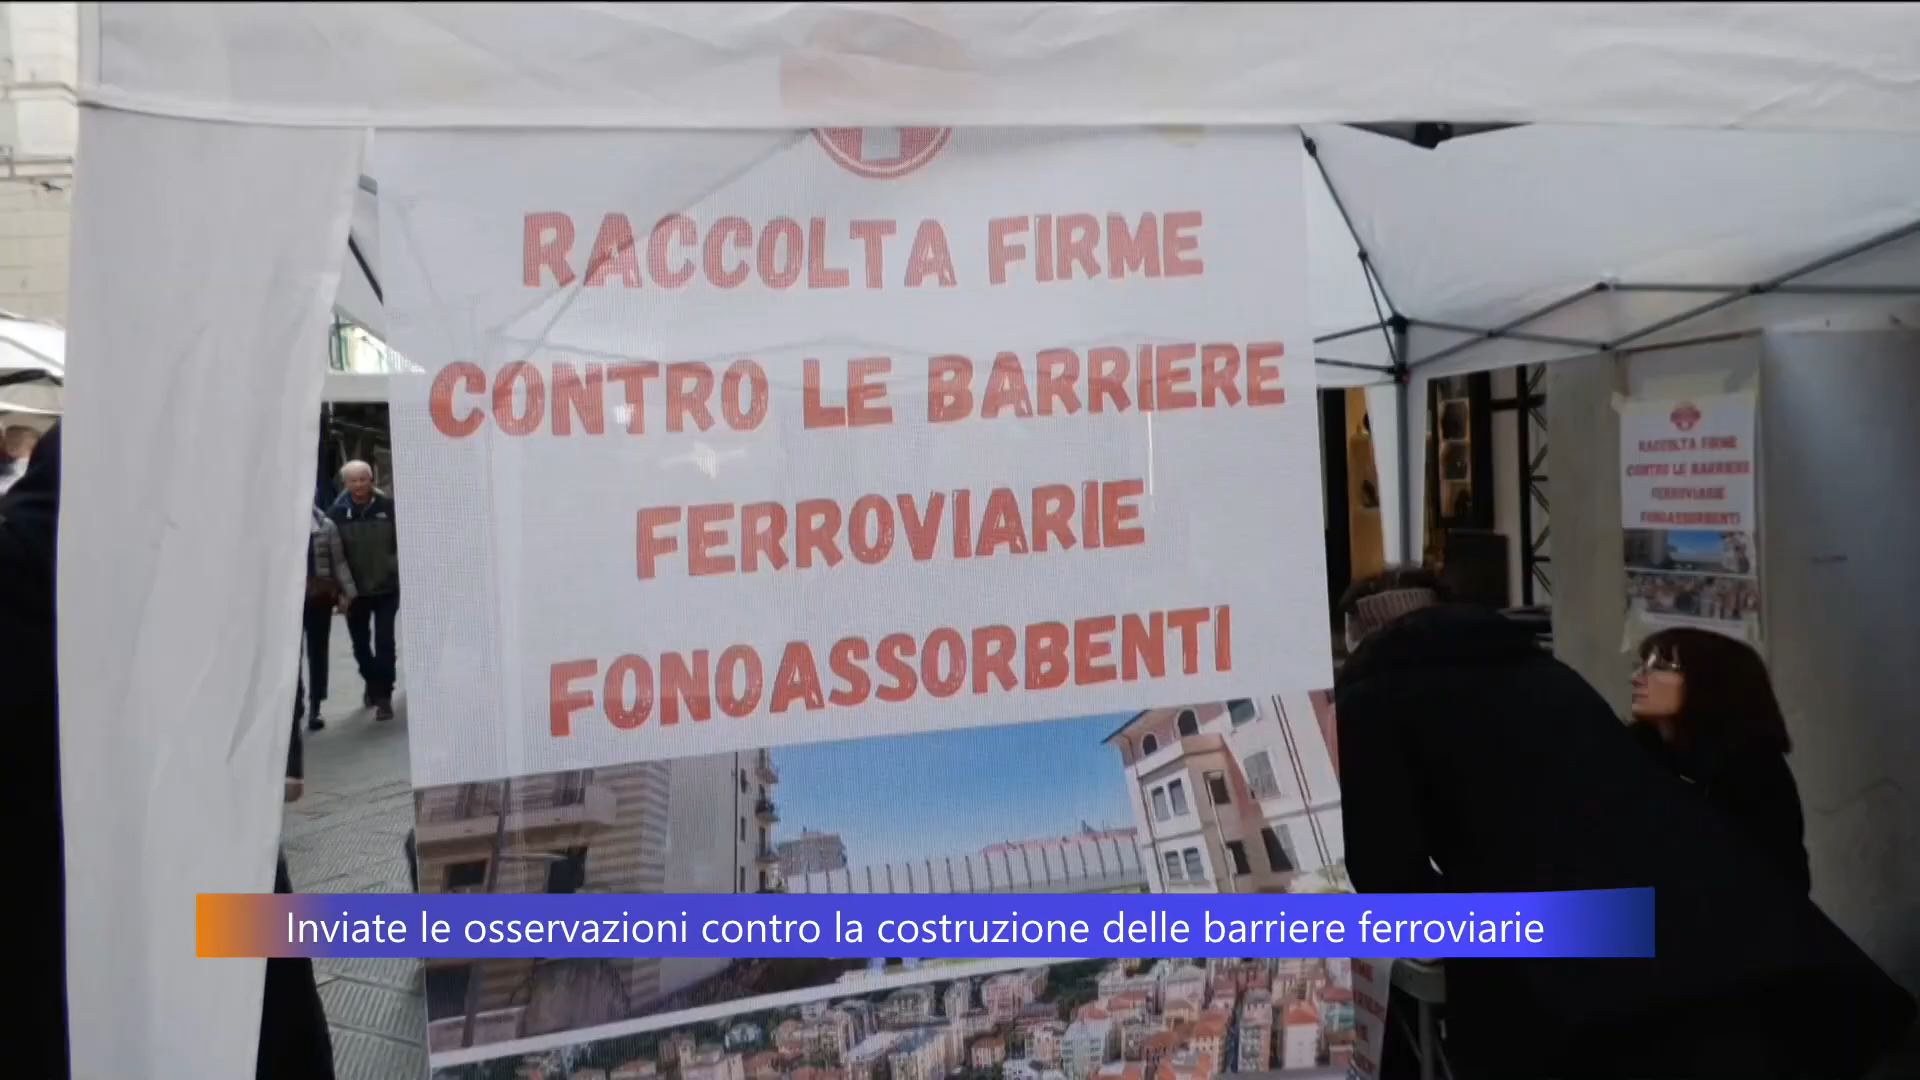 RACCOLTA FIRME
CONTRO LE BARRIERE
FERROVIARIE
FONOASSORBENTI
RACCOLTA FIRME
CONTRO LE BARRIERE
FERROVIARIE
FONOASSORBENTI
Inviate le osservazioni contro la costruzione delle barriere ferroviarie